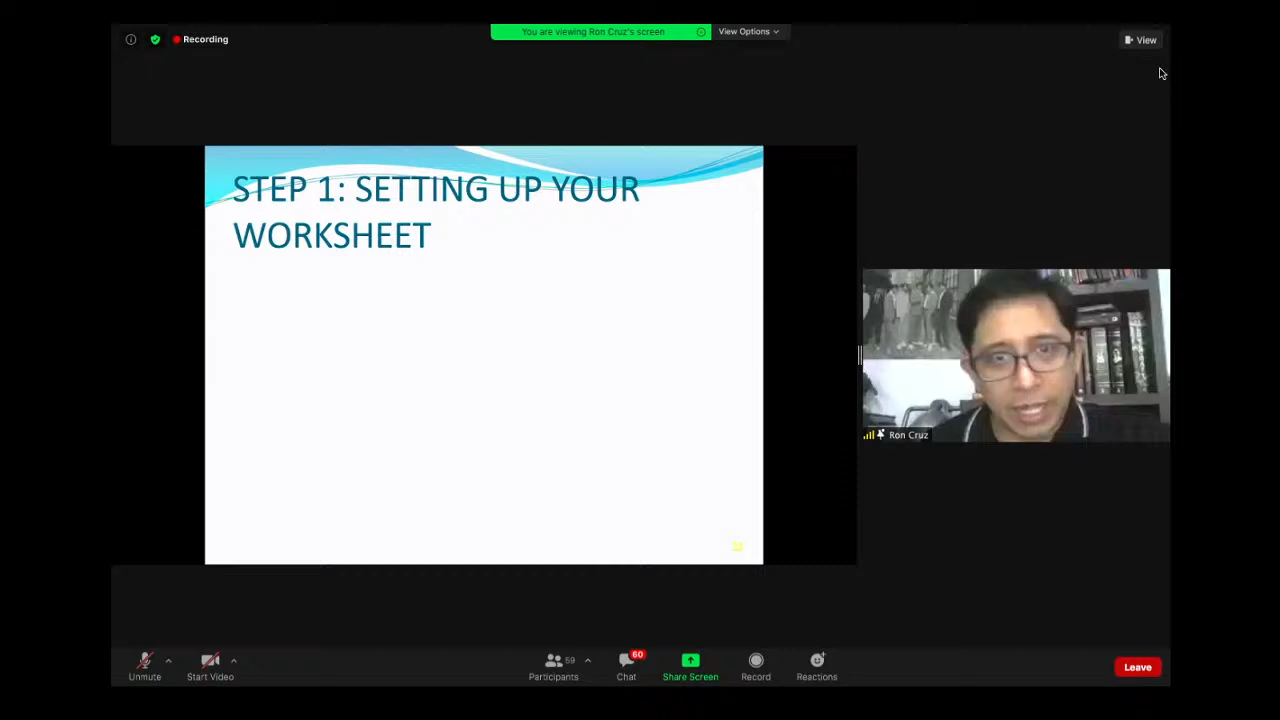 Recording
You are viewing Ron Cruz's screen
View Options
View
STEP 1: SETTING UP YOUR
WORKSHEET
Ron Cruz
Unmute
Start Video
59
Participants
60
Chat
Share Screen
Record
Reactions
Leave